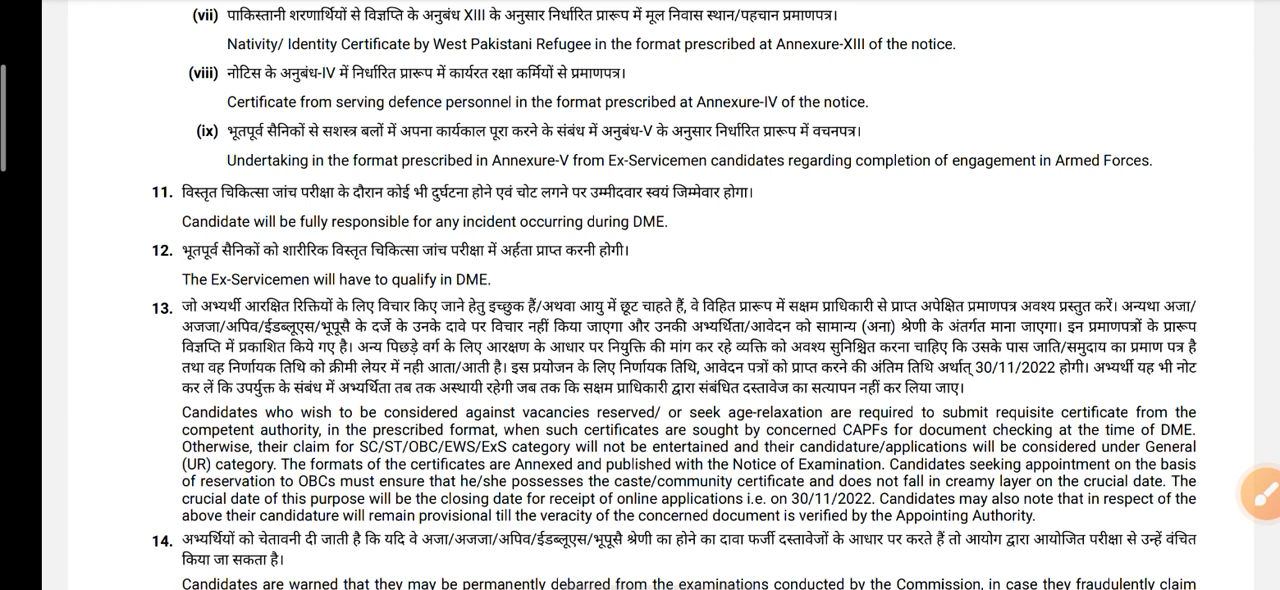 (vii) पाकिस्तानी शरणार्थियों से विज्ञप्ति के अनुबंध XIII के अनुसार निर्धारित प्रारूप में मूल निवास स्थान/पहचान प्रमाणपत्र।
Nativity/ Identity Certificate by West Pakistani Refugee in the format prescribed at Annexure-XIII of the notice.
(viii) नोटिस के अनुबंध-IV में निर्धारित प्रारूप में कार्यरत रक्षा कर्मियों से प्रमाणपत्र।
Certificate from serving defence personnel in the format prescribed at Annexure-IV of the notice.
(ix) भूतपूर्व सैनिकों से सशस्त्र बलों में अपना कार्यकाल पूरा करने के संबंध में अनुबंध-V के अनुसार निर्धारित प्रारूप में वचनपत्र।
Undertaking in the format prescribed in Annexure-V from Ex-Servicemen candidates regarding completion of engagement in Armed Forces.
11. विस्तृत चिकित्सा जांच परीक्षा के दौरान कोई भी दुर्घटना होने एवं चोट लगने पर उम्मीदवार स्वयं जिम्मेवार होगा।
Candidate will be fully responsible for any incident occurring during DME.
12. भूतपूर्व सैनिकों को शारीरिक विस्तृत चिकित्सा जांच परीक्षा में अर्हता प्राप्त करनी होगी।
The Ex-Servicemen will have to qualify in DME.
13. जो अभ्यर्थी आरक्षित रिक्तियों के लिए विचार किए जाने हेतु इच्छुक हैं/अथवा आयु में छूट चाहते हैं, वे विहित प्रारूप में सक्षम प्राधिकारी से प्राप्त अपेक्षित प्रमाणपत्र अवश्य प्रस्तुत करें। अन्यथा अजा/
अजजा/अपिव/ईडब्लूएस/भूपूसै के दर्जे के उनके दावे पर विचार नहीं किया जाएगा और उनकी अभ्यर्थिता/आवेदन को सामान्य (अना) श्रेणी के अंतर्गत माना जाएगा। इन प्रमाणपत्रों के प्रारूप
विज्ञप्ति में प्रकाशित किये गए है। अन्य पिछड़े वर्ग के लिए आरक्षण के आधार पर नियुक्ति की मांग कर रहे व्यक्ति को अवश्य सुनिश्चित करना चाहिए कि उसके पास जाति/समुदाय का प्रमाण पत्र है
तथा वह निर्णायक तिथि को क्रीमी लेयर में नही आता/आती है। इस प्रयोजन के लिए निर्णायक तिथि, आवेदन पत्रों को प्राप्त करने की अंतिम तिथि अर्थात् 30/11/2022 होगी। अभ्यर्थी यह भी नोट
कर लें कि उपर्युक्त के संबंध में अभ्यर्थिता तब तक अस्थायी रहेगी जब तक कि सक्षम प्राधिकारी द्वारा संबंधित दस्तावेज का सत्यापन नहीं कर लिया जाए।
Candidates who wish to be considered against vacancies reserved/ or seek age-relaxation are required to submit requisite certificate from the
competent authority, in the prescribed format, when such certificates are sought by concerned CAPFs for document checking at the time of DME.
Otherwise, their claim for SC/ST/OBC/EWS/ExS category will not be entertained and their candidature/applications will be considered under General
(UR) category. The formats of the certificates are Annexed and published with the Notice of Examination. Candidates seeking appointment on the basis
of reservation to OBCs must ensure that he/she possesses the caste/community certificate and does not fall in creamy layer on the crucial date. The
crucial date of this purpose will be the closing date for receipt of online applications i.e. on 30/11/2022. Candidates may also note that in respect of the
above their candidature will remain provisional till the veracity of the concerned document is verified by the Appointing Authority.
14. अभ्यर्थियों को चेतावनी दी जाती है कि यदि वे अजा/अजजा/अपिव/ईडब्लूएस/भूपूसै श्रेणी का होने का दावा फर्जी दस्तावेजों के आधार पर करते हैं तो आयोग द्वारा आयोजित परीक्षा से उन्हें वंचित
किया जा सकता है।
Candidates are warned that they may be permanently debarred from the examinations conducted by the Commission, in case they fraudulently claim